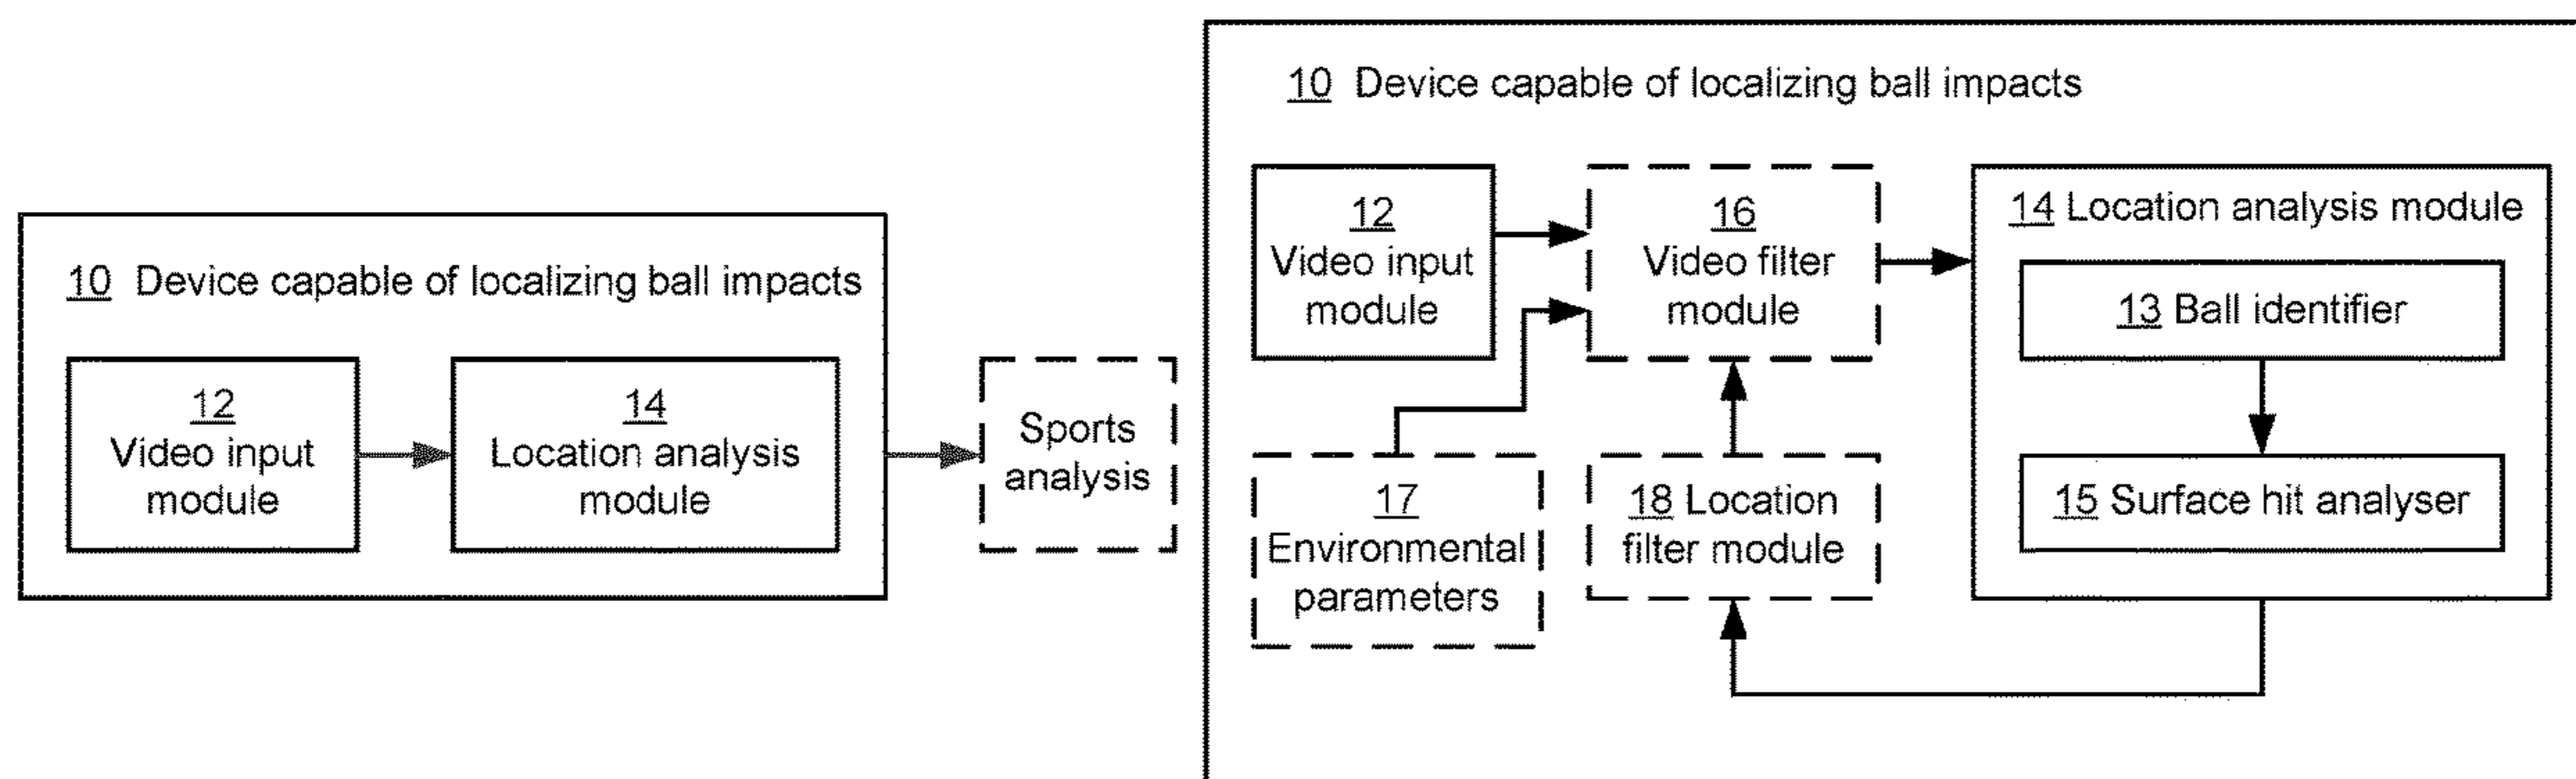 10 Device capable of localizing ball impacts
12
Video input
module
14
Location analysis
module
Sports
analysis
10 Device capable of localizing ball impacts
12
Video input
module
16
Video filter
module
14 Location analysis module
13 Ball identifier
17
Environmental
parameters
18 Location
filter module
15 Surface hit analyser